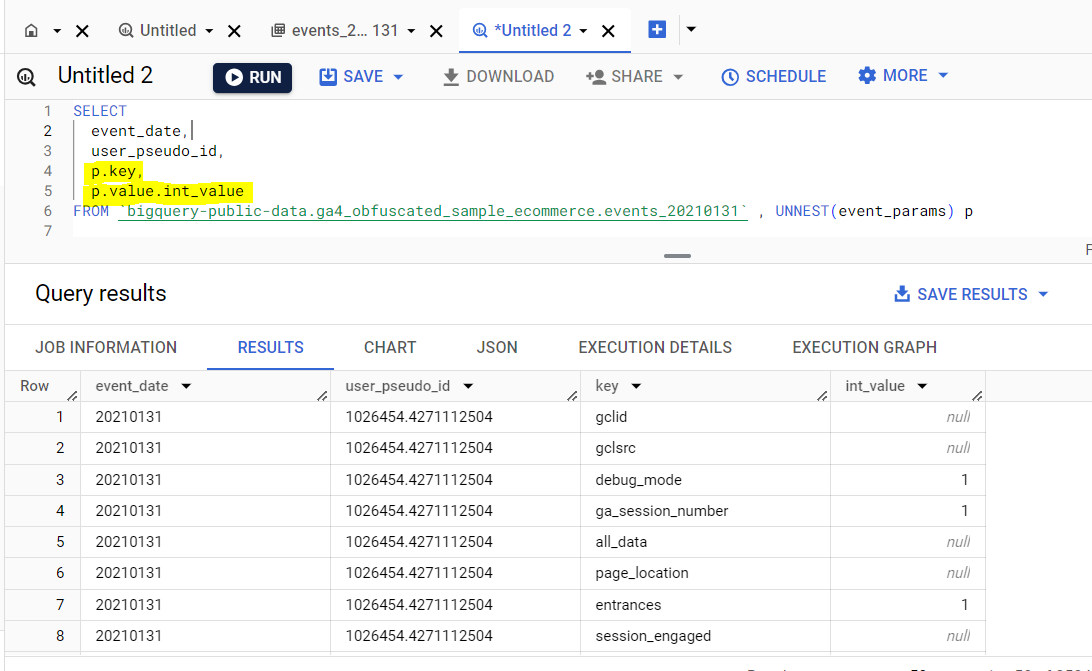 Untitled
events_2... 131
*Untitled 2
Untitled 2
RUN
SAVE
DOWNLOAD
SHARE
SCHEDULE
MORE
1 SELECT
2 event_date,
3 user_pseudo_id,
4 p.key,
5 p.value.int_value
6 FROM `bigquery-public-data.ga4_obfuscated_sample_ecommerce.events_20210131` , UNNEST(event_params) p
7
Query results
SAVE RESULTS
JOB INFORMATION RESULTS CHART JSON EXECUTION DETAILS EXECUTION GRAPH
Row event_date user_pseudo_id key int_value
1 20210131 1026454.4271112504 gclid null
2 20210131 1026454.4271112504 gclsrc null
3 20210131 1026454.4271112504 debug_mode 1
4 20210131 1026454.4271112504 ga_session_number 1
5 20210131 1026454.4271112504 all_data null
6 20210131 1026454.4271112504 page_location null
7 20210131 1026454.4271112504 entrances 1
8 20210131 1026454.4271112504 session_engaged null